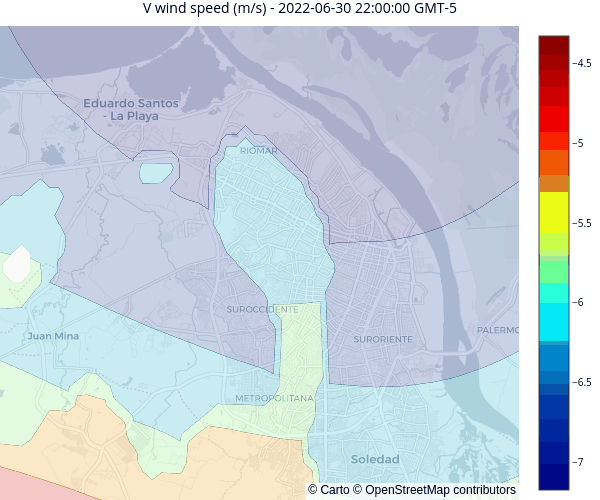 V wind speed (m/s) - 2022-06-30 22:00:00 GMT-5
−4.5
Eduardo Santos
- La Playa
−5
RIOMAR
−5.5
−6
SUROCCIDENTE
Juan Mina
SURORIENTE
PALERMO
−6.5
METROPOLITANA
Soledad
−7
© Carto © OpenStreetMap contributors